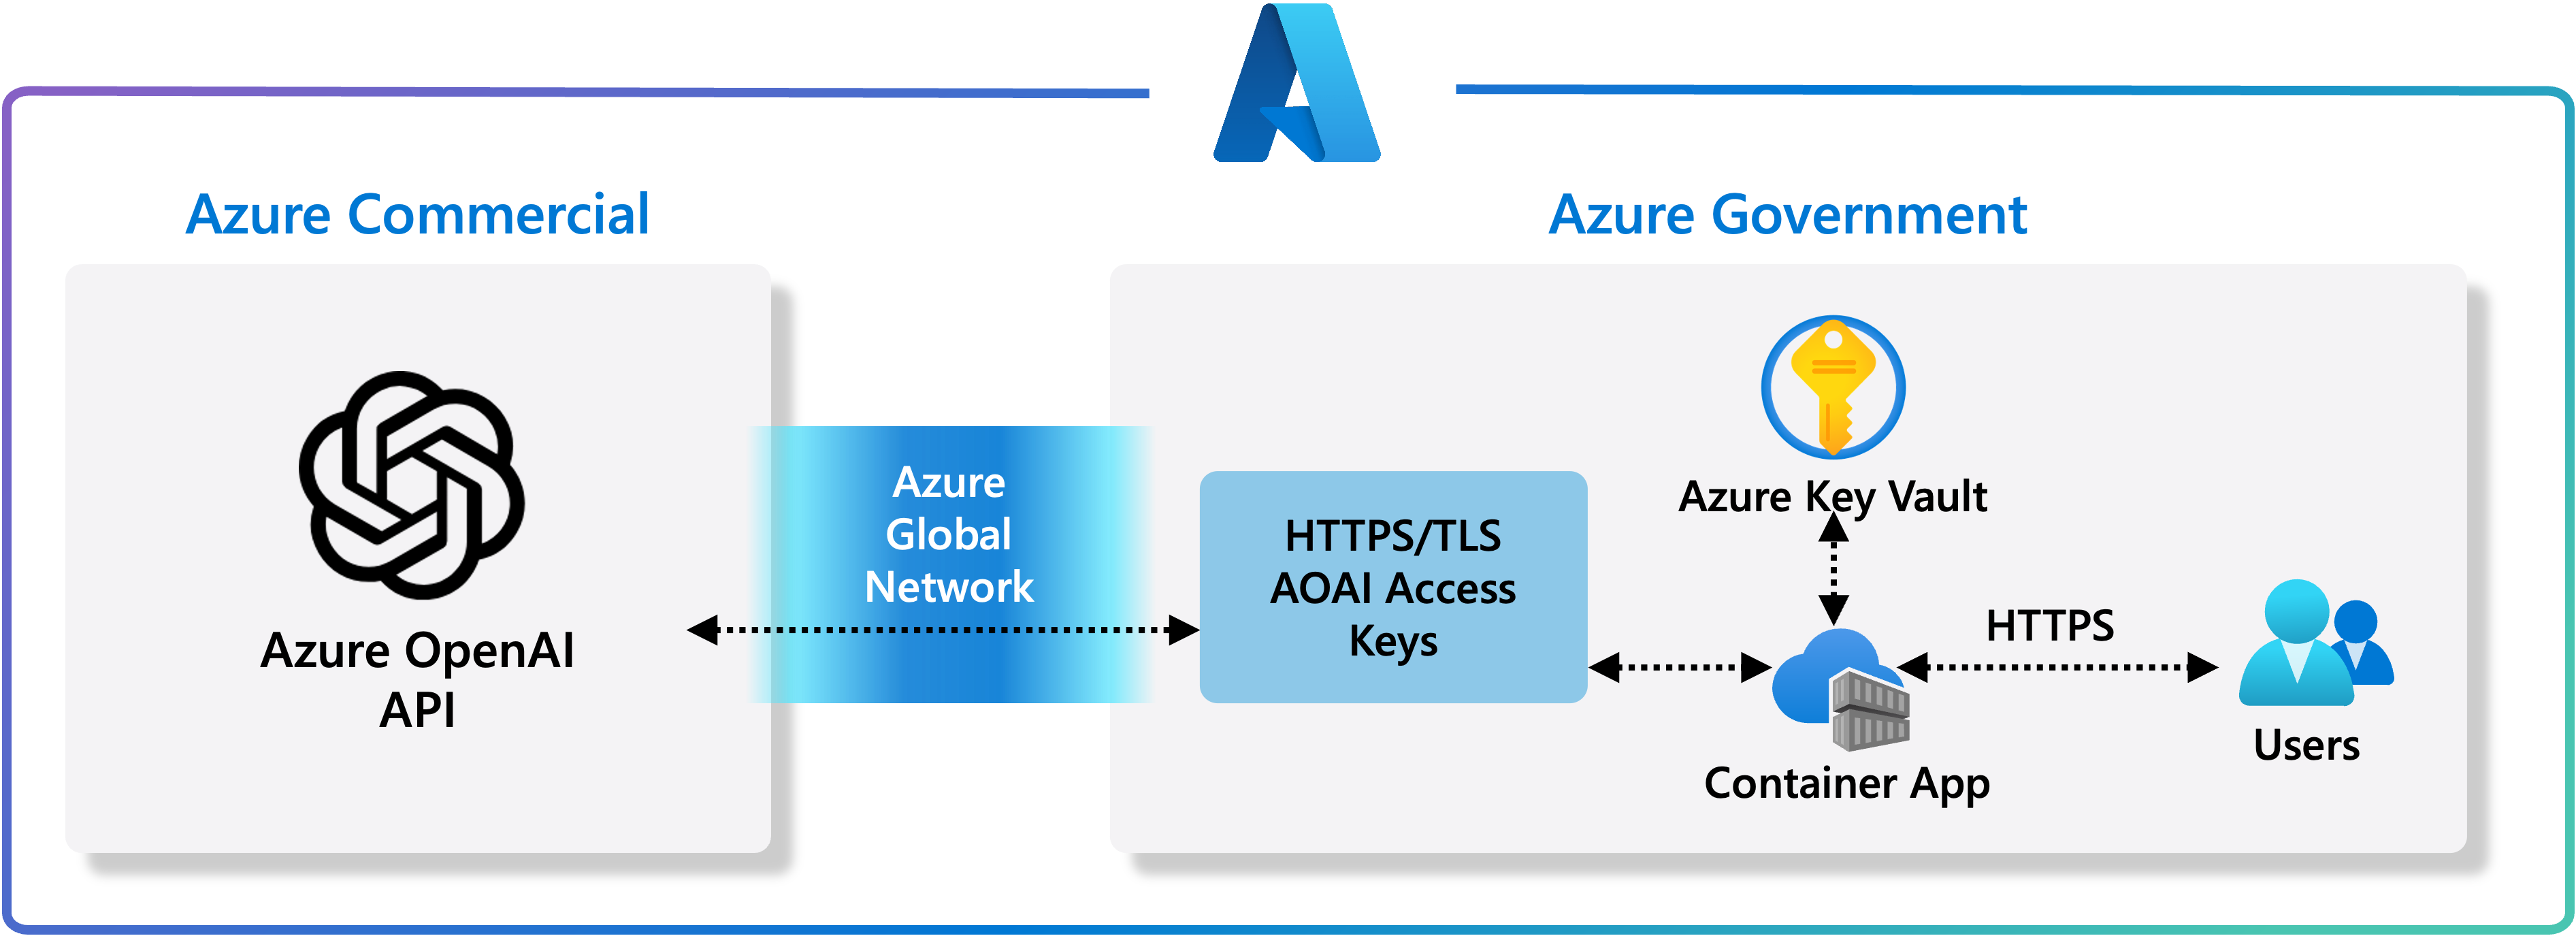 Azure Commercial
Azure Government
Azure OpenAI
API
Azure
Global
Network
HTTPS/TLS
AOAI Access
Keys
Azure Key Vault
Container App
HTTPS
Users